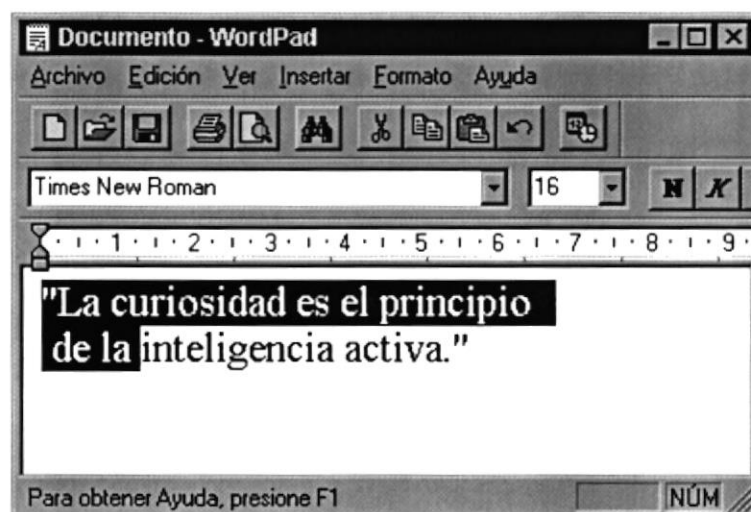 Documento - WordPad
Archivo Edición Ver Insertar Formato Ayuda
Times New Roman 16 N K
1 2 3 4 5 6 7 8 9
"La curiosidad es el principio
de la inteligencia activa."
Para obtener Ayuda, presione F1 NÚM